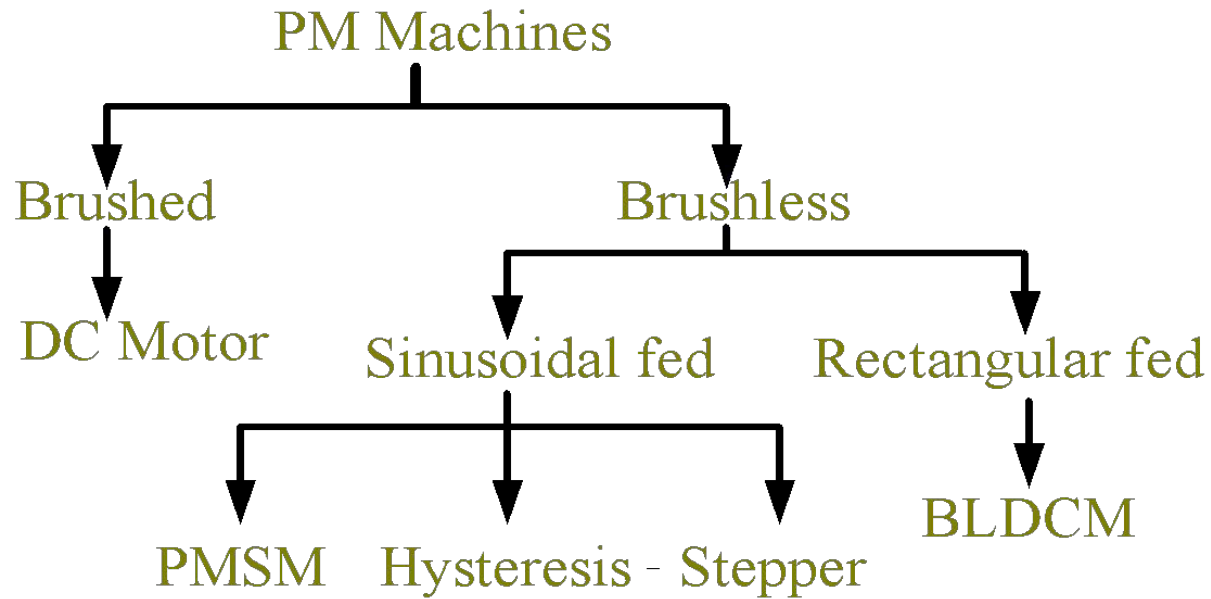 PM Machines
Brushed
Brushless
DC Motor
Sinusoidal fed
Rectangular fed
BLDCM
PMSM
Hysteresis - Stepper